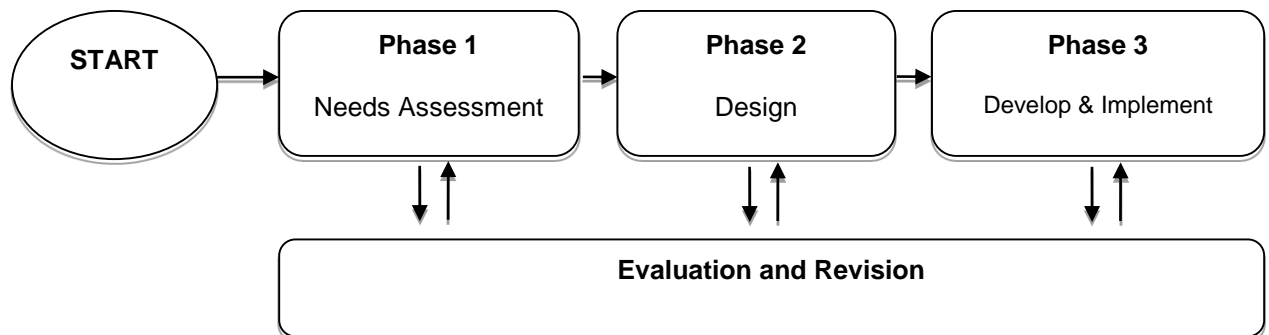 START
Phase 1
Needs Assessment
Phase 2
Design
Phase 3
Develop & Implement
Evaluation and Revision